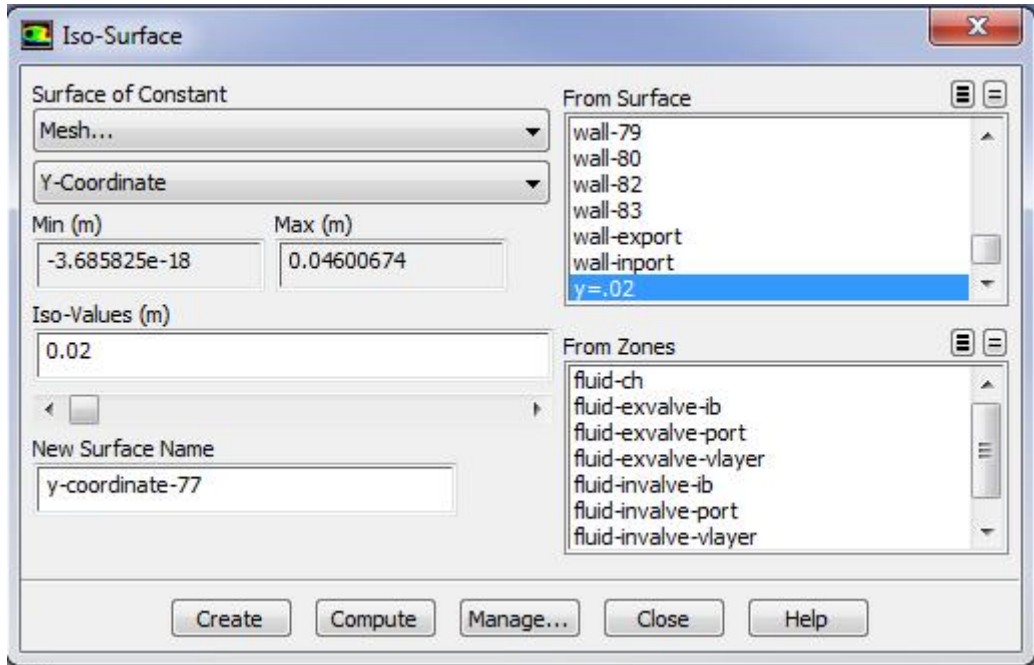 Iso-Surface
Surface of Constant
Mesh...
Y-Coordinate
Min (m)
Max (m)
-3.685825e-18
0.04600674
Iso-Values (m)
0.02
New Surface Name
y-coordinate-77
From Surface
wall-79
wall-80
wall-82
wall-83
wall-export
wall-inport
y=.02
From Zones
fluid-ch
fluid-exvalve-ib
fluid-exvalve-port
fluid-exvalve-vlayer
fluid-invalve-ib
fluid-invalve-port
fluid-invalve-vlayer
Create
Compute
Manage...
Close
Help